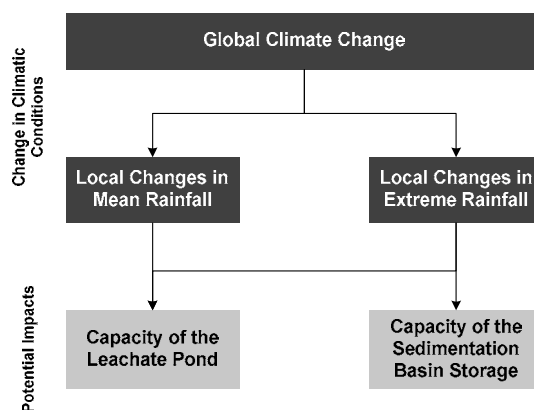 Global Climate Change
Change in Climatic
Conditions
Local Changes in
Mean Rainfall
Local Changes in
Extreme Rainfall
Potential Impacts
Capacity of the
Leachate Pond
Capacity of the
Sedimentation
Basin Storage